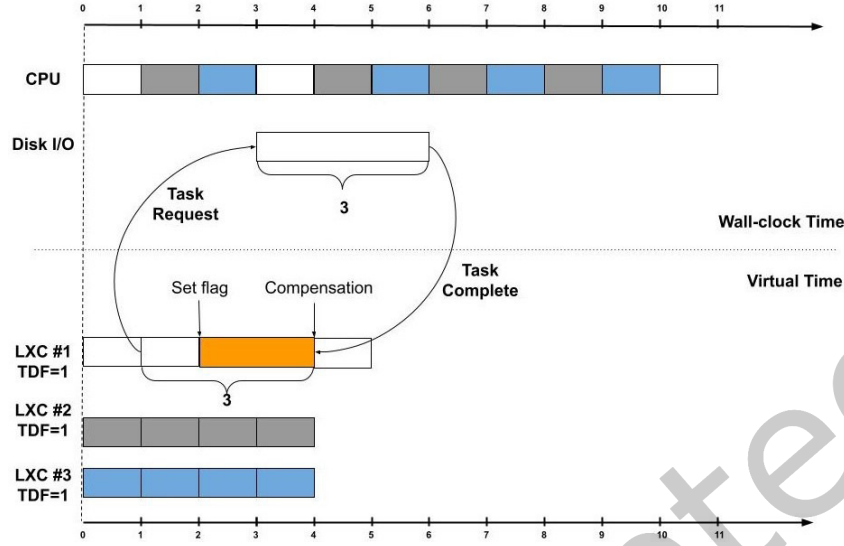 0 1 2 3 4 5 6 7 8 9 10 11
CPU
Disk I/O
Task
Request
3
Wall-clock Time
Virtual Time
Task
Complete
Set flag
Compensation
LXC #1
TDF=1
3
LXC #2
TDF=1
LXC #3
TDF=1
0 1 2 3 4 5 6 7 8 9 10 11